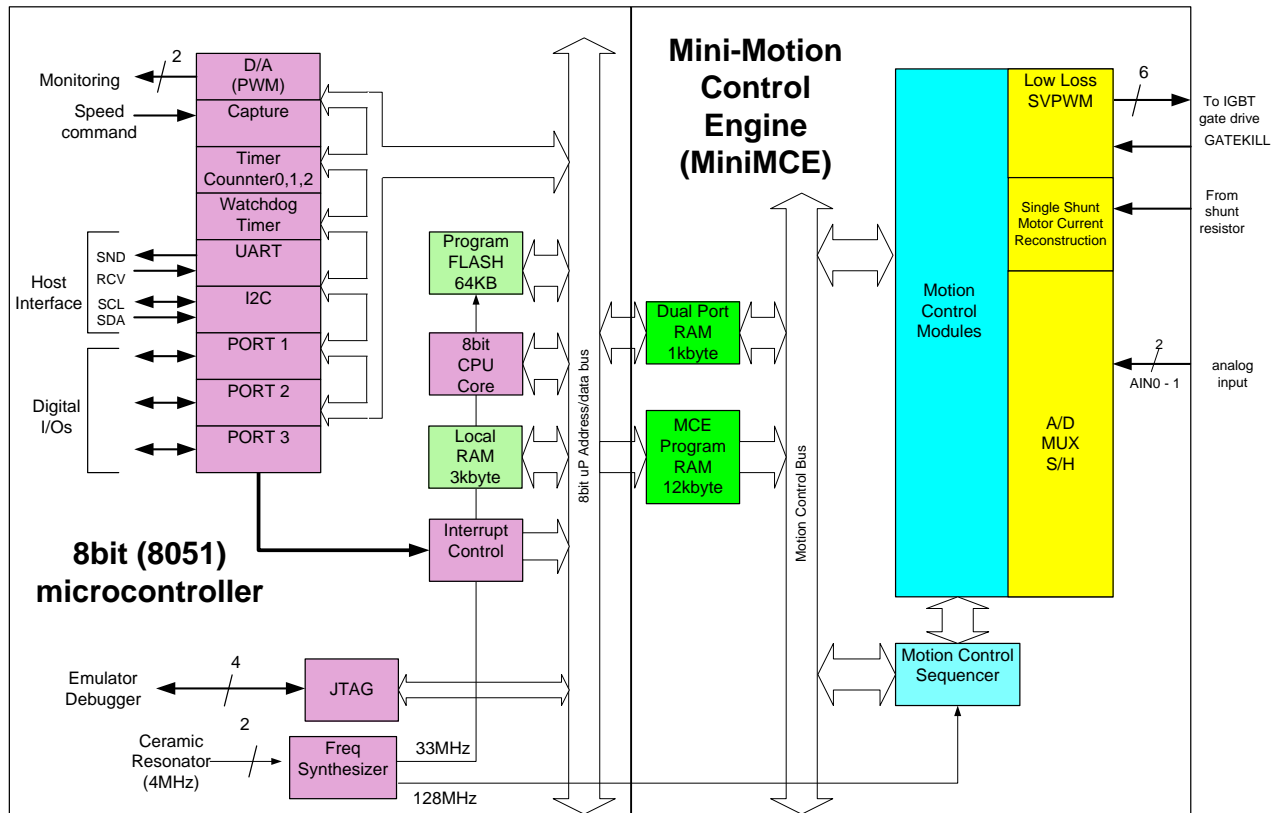 Monitoring
2
Speed
command
D/A
(PWM)
Capture
Timer
Counnter0,1,2
Watchdog
Timer
UART
I2C
PORT 1
PORT 2
PORT 3
Host
Interface
SND
RCV
SCL
SDA
Digital
I/Os
Program
FLASH
64KB
8bit
CPU
Core
Local
RAM
3kbyte
Interrupt
Control
8bit (8051)
microcontroller
Emulator
Debugger
4
JTAG
Ceramic
Resonator
(4MHz)
2
Freq
Synthesizer
33MHz
128MHz
8bit uP Address/data bus
Mini-Motion
Control
Engine
(MiniMCE)
Dual Port
RAM
1kbyte
MCE
Program
RAM
12kbyte
Motion Control Bus
Motion
Control
Modules
Low Loss
SVPWM
Single Shunt
Motor Current
Reconstruction
A/D
MUX
S/H
Motion Control
Sequencer
6
To IGBT
gate drive
GATEKILL
From
shunt
resistor
2
AIN0 - 1
analog
input